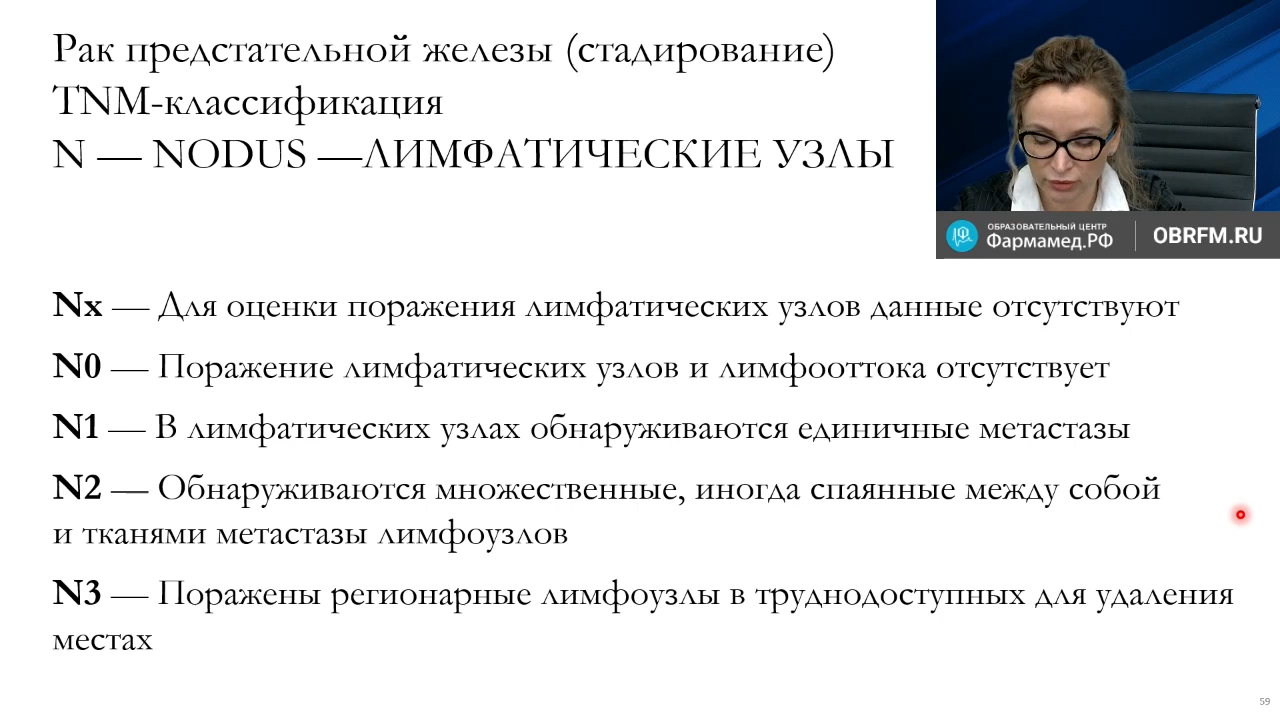 Рак предстательной железы (стадирование)
TNM-классификация
N — NODUS —ЛИМФАТИЧЕСКИЕ УЗЛЫ
ОБРАЗОВАТЕЛЬНЫЙ ЦЕНТР
Фармамед.РФ
OBRFM.RU
Nx — Для оценки поражения лимфатических узлов данные отсутствуют
N0 — Поражение лимфатических узлов и лимфооттока отсутствует
N1 — В лимфатических узлах обнаруживаются единичные метастазы
N2 — Обнаруживаются множественные, иногда спаянные между собой
и тканями метастазы лимфоузлов
N3 — Поражены регионарные лимфоузлы в труднодоступных для удаления
местах
59